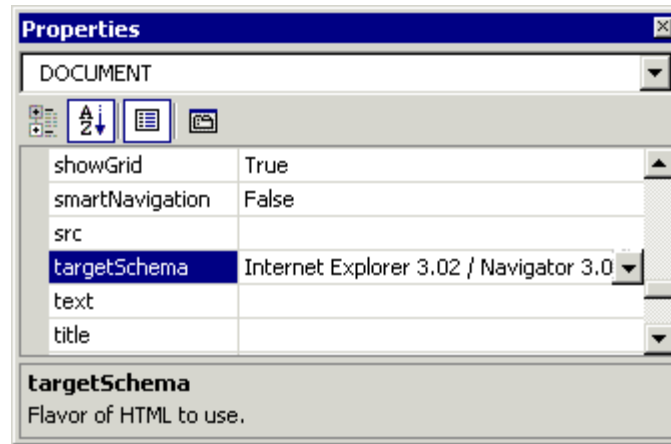 Properties
DOCUMENT
showGrid True
smartNavigation False
src
targetSchema Internet Explorer 3.02 / Navigator 3.0
text
title
targetSchema
Flavor of HTML to use.